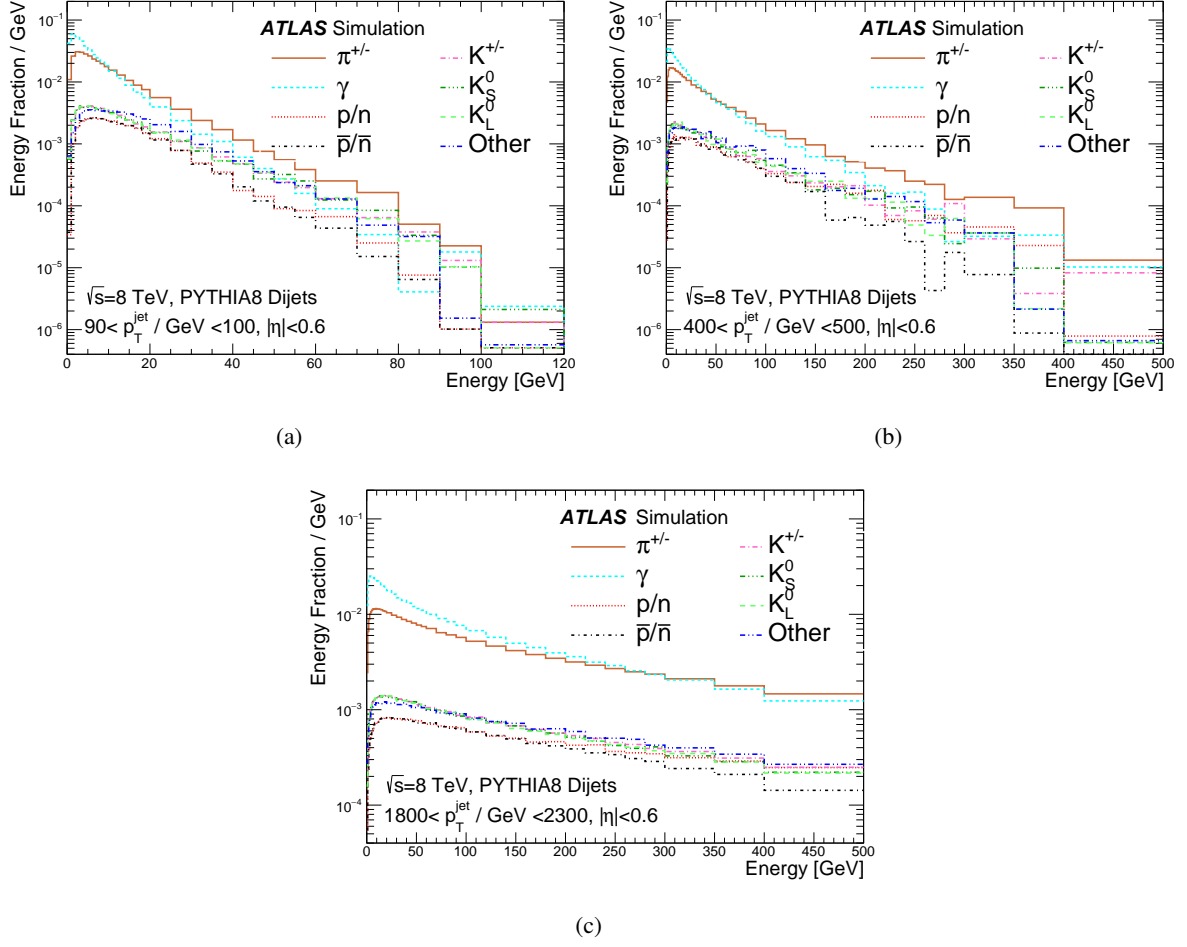 Energy Fraction / GeV
10⁻¹
10⁻²
10⁻³
10⁻⁴
10⁻⁵
10⁻⁶
ATLAS Simulation
π⁺/⁻
γ
p/n
p̅/n̅
K⁺/⁻
K⁰S
K⁰L
Other
√s=8 TeV, PYTHIA8 Dijets
90< pTjet / GeV <100, |η|<0.6
0 20 40 60 80 100 120
Energy [GeV]
(a)
Energy Fraction / GeV
10⁻¹
10⁻²
10⁻³
10⁻⁴
10⁻⁵
10⁻⁶
ATLAS Simulation
π⁺/⁻
γ
p/n
p̅/n̅
K⁺/⁻
K⁰S
K⁰L
Other
√s=8 TeV, PYTHIA8 Dijets
400< pTjet / GeV <500, |η|<0.6
0 50 100 150 200 250 300 350 400 450 500
Energy [GeV]
(b)
Energy Fraction / GeV
10⁻¹
10⁻²
10⁻³
10⁻⁴
ATLAS Simulation
π⁺/⁻
γ
p/n
p̅/n̅
K⁺/⁻
K⁰S
K⁰L
Other
√s=8 TeV, PYTHIA8 Dijets
1800< pTjet / GeV <2300, |η|<0.6
0 50 100 150 200 250 300 350 400 450 500
Energy [GeV]
(c)